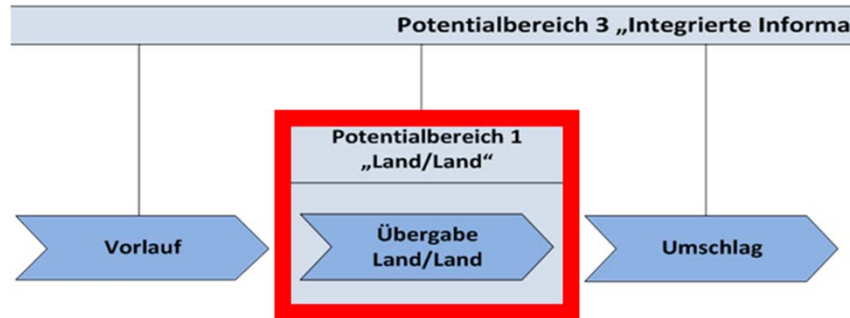 Potentialbereich 3 „Integrierte Informa
Potentialbereich 1
„Land/Land“
Vorlauf
Übergabe
Land/Land
Umschlag